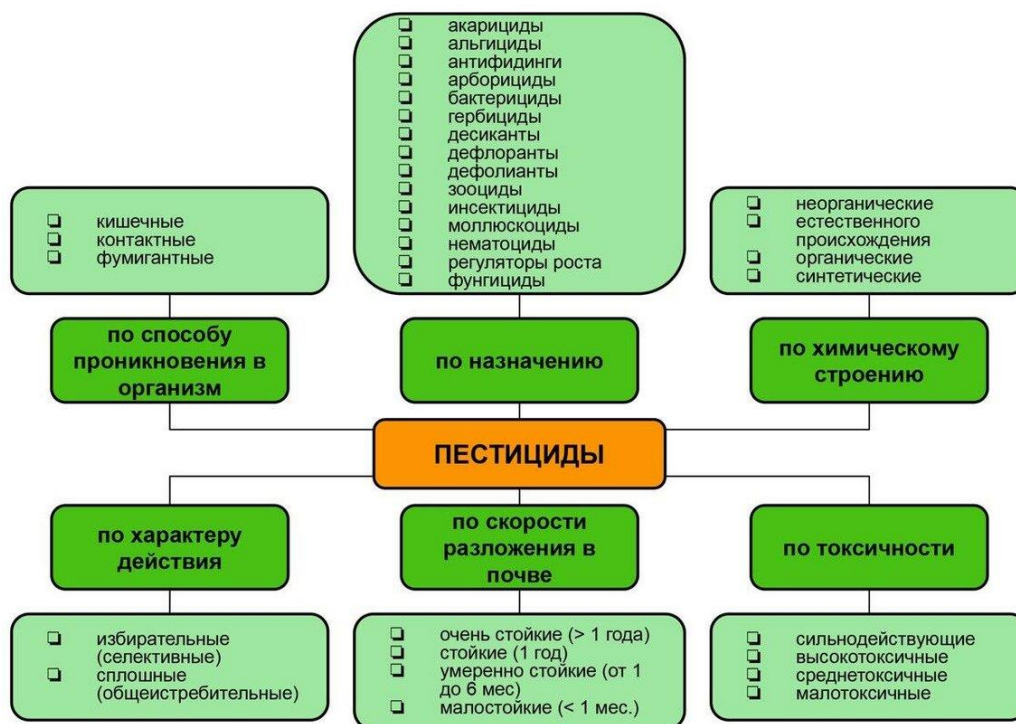 акарициды
альгициды
антифидинги
арборициды
бактерициды
гербициды
десиканты
дефлоранты
дефолианты
зооциды
инсектициды
моллюскоциды
нематоциды
регуляторы роста
фунгициды
кишечные
контактные
фумигантные
неорганические
естественного
происхождения
органические
синтетические
по способу
проникновения в
организм
по назначению
по химическому
строению
ПЕСТИЦИДЫ
по характеру
действия
по скорости
разложения в
почве
по токсичности
избирательные
(селективные)
сплошные
(общеистребительные)
очень стойкие (> 1 года)
стойкие (1 год)
умеренно стойкие (от 1
до 6 мес)
малостойкие (< 1 мес.)
сильнодействующие
высокотоксичные
среднетоксичные
малотоксичные